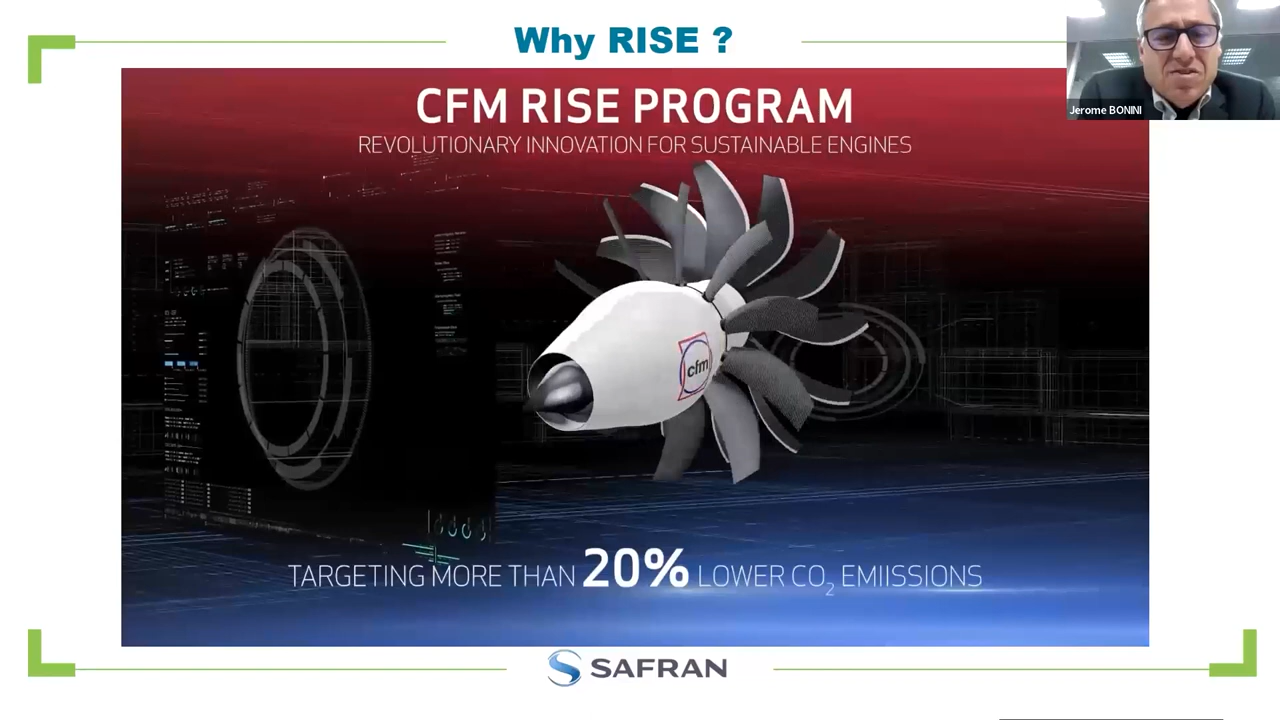 Why RISE ?
Jerome BONINI
CFM RISE PROGRAM
REVOLUTIONARY INNOVATION FOR SUSTAINABLE ENGINES
cfm
TARGETING MORE THAN 20% LOWER CO₂ EMIISSIONS
SAFRAN